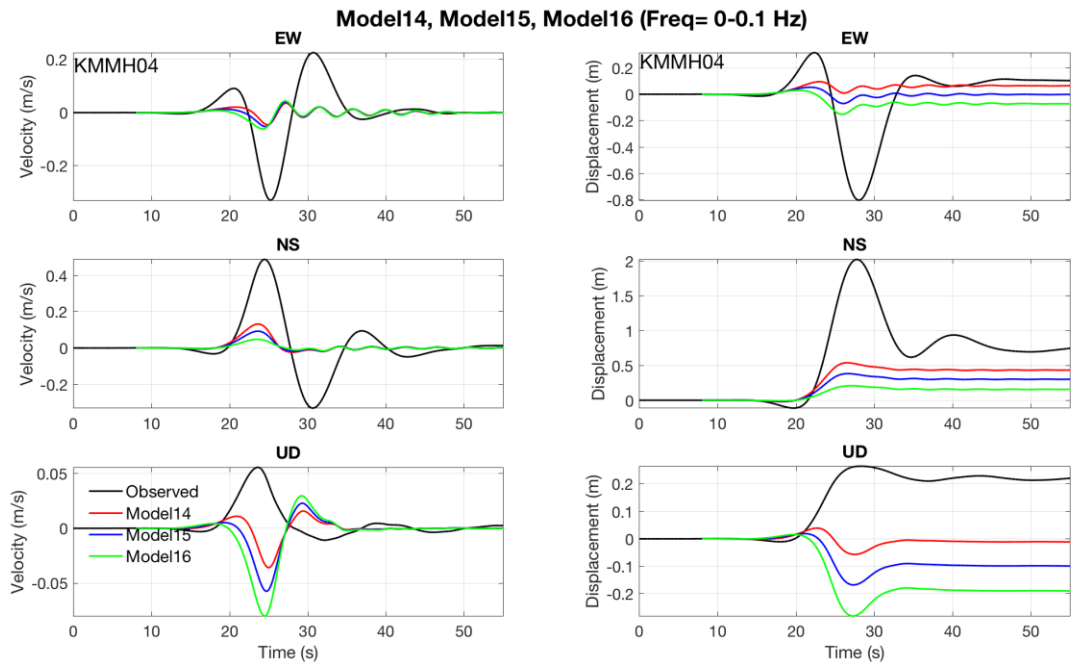 Model14, Model15, Model16 (Freq= 0-0.1 Hz)
EW
KMMH04
Velocity (m/s)
0.2
0
-0.2
0 10 20 30 40 50
EW
KMMH04
Displacement (m)
0.2
0
-0.2
-0.4
-0.6
-0.8
0 10 20 30 40 50
NS
Velocity (m/s)
0.4
0.2
0
-0.2
0 10 20 30 40 50
NS
Displacement (m)
2
1.5
1
0.5
0
0 10 20 30 40 50
UD
Velocity (m/s)
0.05
0
-0.05
Observed
Model14
Model15
Model16
0 10 20 30 40 50
Time (s)
UD
Displacement (m)
0.2
0.1
0
-0.1
-0.2
0 10 20 30 40 50
Time (s)